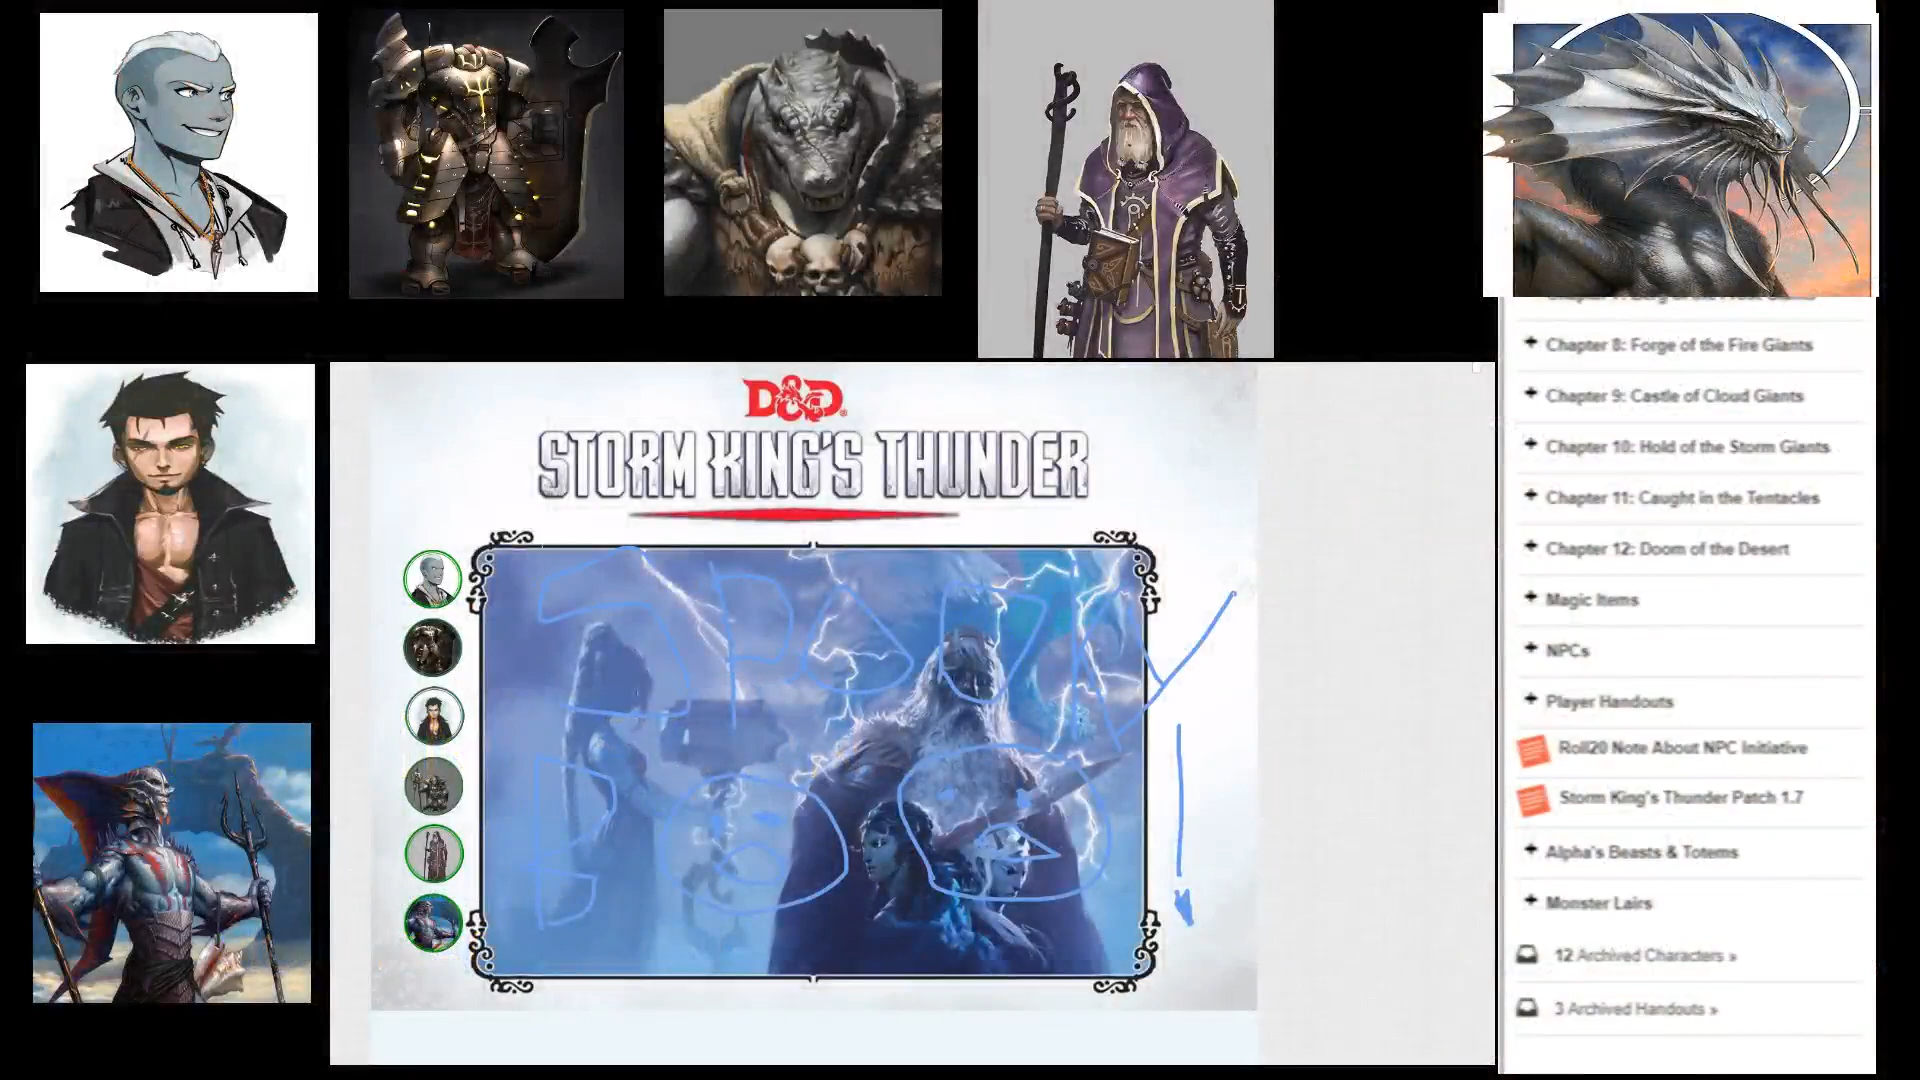 D&D
STORM KING'S THUNDER
SPOOKY
BOO!
Chapter 8: Forge of the Fire Giants
Chapter 9: Castle of Cloud Giants
Chapter 10: Hold of the Storm Giants
Chapter 11: Caught in the Tentacles
Chapter 12: Doom of the Desert
Magic Items
NPCs
Player Handouts
Roll20 Note About NPC Initiative
Storm King's Thunder Patch 1.7
Alpha's Beasts & Totems
Monster Lairs
12 Archived Characters »
3 Archived Handouts »